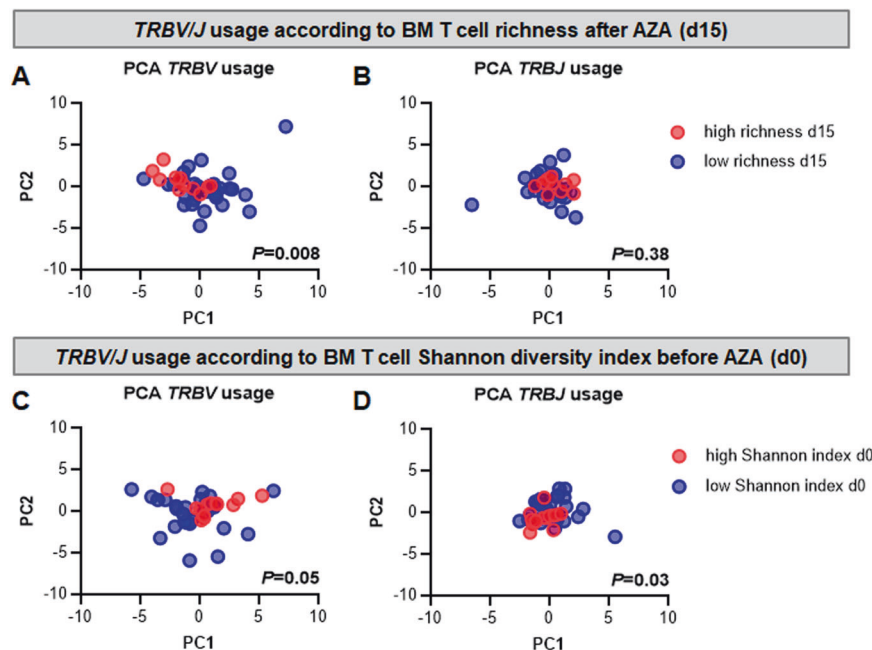 TRBV/J usage according to BM T cell richness after AZA (d15)
A
PCA TRBV usage
10
5
0
-5
-10
PC2
-10
-5
0
5
10
PC1
P=0.008
B
PCA TRBJ usage
10
5
0
-5
-10
PC2
-10
-5
0
5
10
PC1
P=0.38
high richness d15
low richness d15
TRBV/J usage according to BM T cell Shannon diversity index before AZA (d0)
C
PCA TRBV usage
10
5
0
-5
-10
PC2
-10
-5
0
5
10
PC1
P=0.05
D
PCA TRBJ usage
10
5
0
-5
-10
PC2
-10
-5
0
5
10
PC1
P=0.03
high Shannon index d0
low Shannon index d0